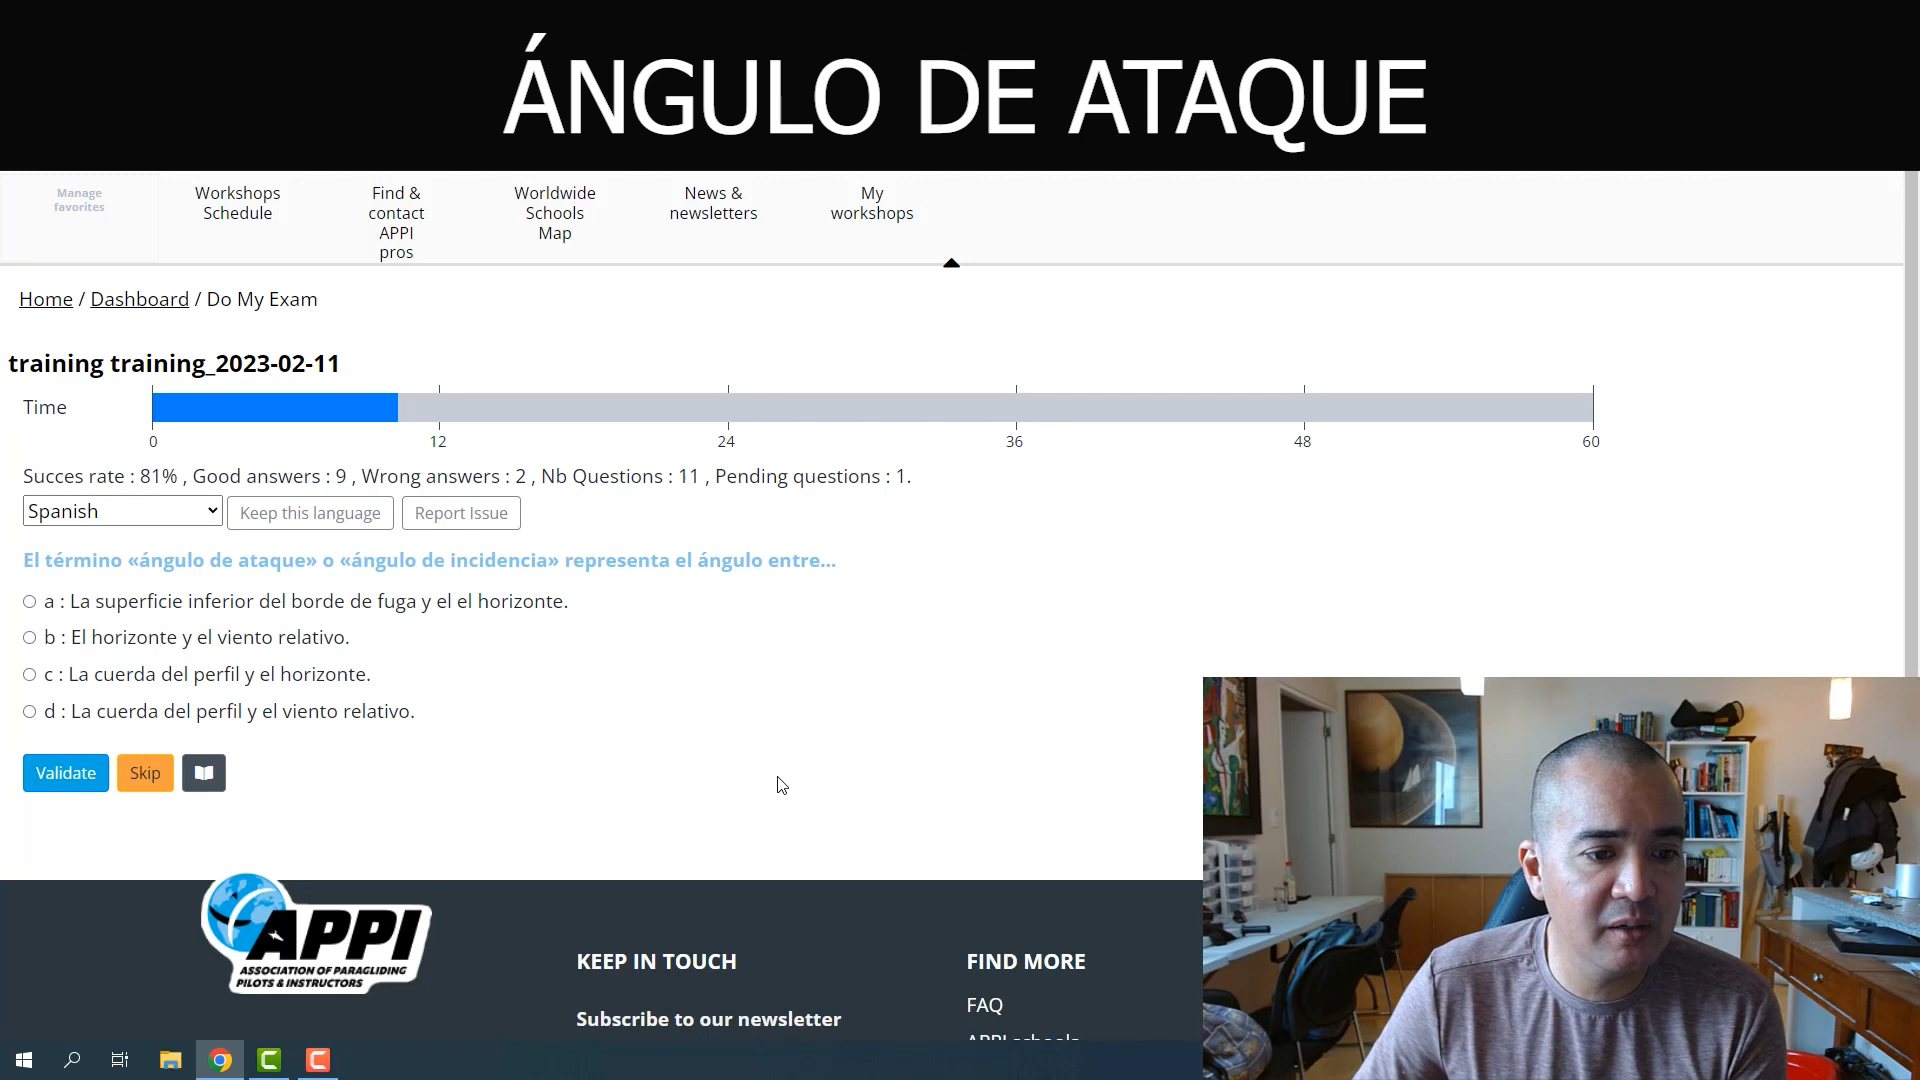 ÁNGULO DE ATAQUE
Manage
favorites
Workshops
Schedule
Find &
contact
APPI
pros
Worldwide
Schools
Map
News &
newsletters
My
workshops
Home / Dashboard / Do My Exam
training training_2023-02-11
Time
0 12 24 36 48 60
Succes rate : 81% , Good answers : 9 , Wrong answers : 2 , Nb Questions : 11 , Pending questions : 1.
Spanish
Keep this language
Report Issue
El término «ángulo de ataque» o «ángulo de incidencia» representa el ángulo entre...
a : La superficie inferior del borde de fuga y el el horizonte.
b : El horizonte y el viento relativo.
c : La cuerda del perfil y el horizonte.
d : La cuerda del perfil y el viento relativo.
Validate
Skip
APPI
ASSOCIATION OF PARAGLIDING
PILOTS & INSTRUCTORS
KEEP IN TOUCH
Subscribe to our newsletter
FIND MORE
FAQ
APPI schools